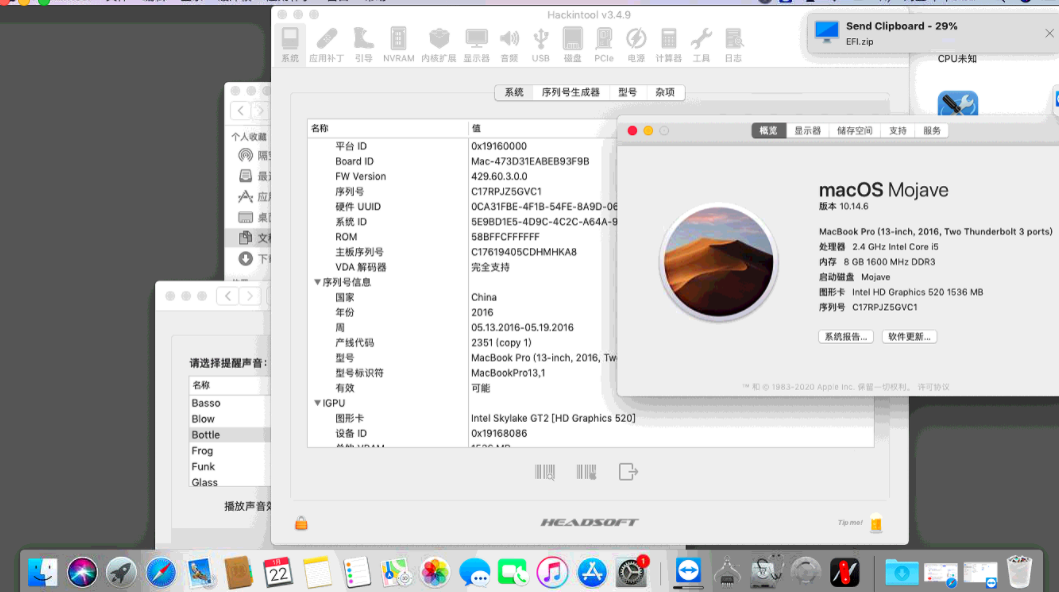 Hackintool v3.4.9
系统 应用补丁 引导 NVRAM 内核扩展 显示器 音频 USB 磁盘 PCIe 电源 计算器 工具 日志
Send Clipboard - 29%
EFI.zip
CPU未知
系统 序列号生成器 型号 杂项
名称 值
平台 ID 0x19160000
Board ID Mac-473D31EABEB93F9B
FW Version 429.60.3.0.0
序列号 C17RPJZ5GVC1
硬件 UUID 0CA31FBE-4F1B-54FE-8A9D-06
系统 ID 5E9BD1E5-4D9C-4C2C-A64A-9
ROM 58BFFCFFFFFF
主板序列号 C17619405CDHMHKA8
VDA 解码器 完全支持
序列号信息
国家 China
年份 2016
周 05.13.2016-05.19.2016
产线代码 2351 (copy 1)
型号 MacBook Pro (13-inch, 2016, Tw
型号标识符 MacBookPro13,1
有效 可能
IGPU
图形卡 Intel Skylake GT2 [HD Graphics 520]
设备 ID 0x19168086
HEADSOFT
Tip me!
概览 显示器 储存空间 支持 服务
macOS Mojave
版本 10.14.6
MacBook Pro (13-inch, 2016, Two Thunderbolt 3 ports)
处理器 2.4 GHz Intel Core i5
内存 8 GB 1600 MHz DDR3
启动磁盘 Mojave
图形卡 Intel HD Graphics 520 1536 MB
序列号 C17RPJZ5GVC1
系统报告... 软件更新...
™ 和 © 1983-2020 Apple Inc. 保留一切权利。 许可协议
个人收藏
请选择提醒声音：
名称
Basso
Blow
Bottle
Frog
Funk
Glass
播放声音
22
1